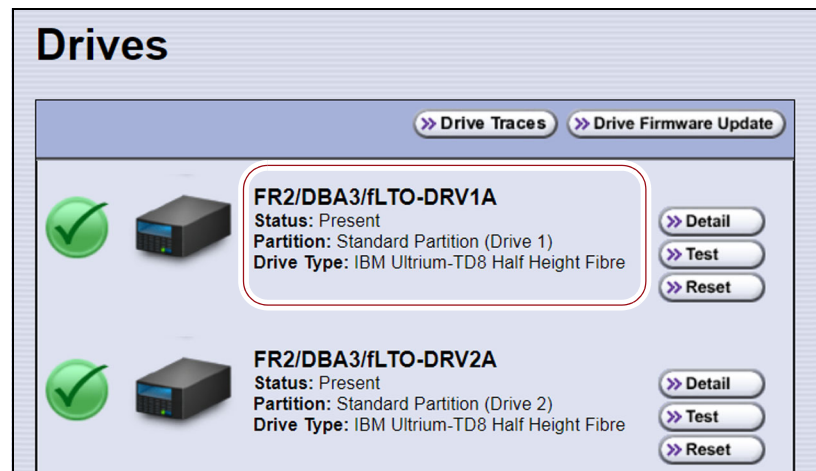 Drives
Drive Traces
Drive Firmware Update
FR2/DBA3/fLTO-DRV1A
Status: Present
Partition: Standard Partition (Drive 1)
Drive Type: IBM Ultrium-TD8 Half Height Fibre
Detail
Test
Reset
FR2/DBA3/fLTO-DRV2A
Status: Present
Partition: Standard Partition (Drive 2)
Drive Type: IBM Ultrium-TD8 Half Height Fibre
Detail
Test
Reset